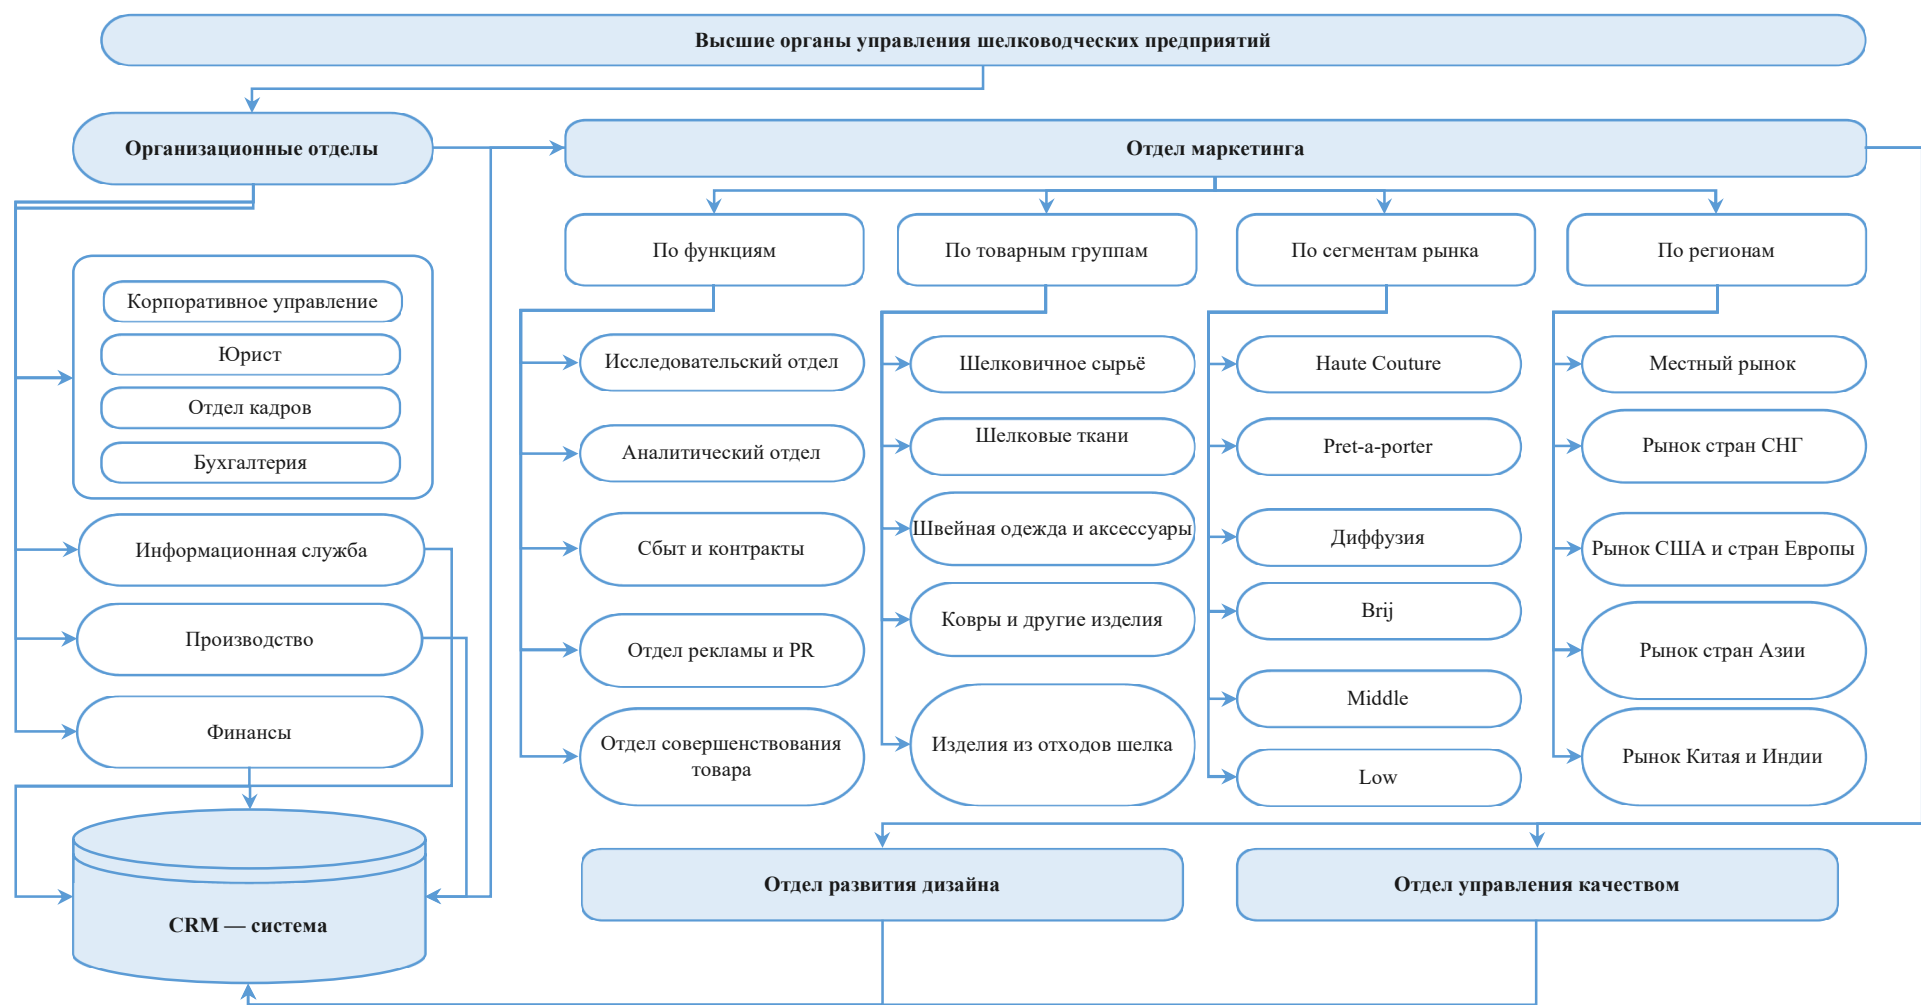 Высшие органы управления шелководческих предприятий
Организационные отделы
Отдел маркетинга
По функциям
По товарным группам
По сегментам рынка
По регионам
Корпоративное управление
Юрист
Отдел кадров
Бухгалтерия
Информационная служба
Производство
Финансы
CRM — система
Исследовательский отдел
Аналитический отдел
Сбыт и контракты
Отдел рекламы и PR
Отдел совершенствования
товара
Шелковичное сырьё
Шелковые ткани
Швейная одежда и аксессуары
Ковры и другие изделия
Изделия из отходов шелка
Haute Couture
Pret-a-porter
Диффузия
Brij
Middle
Low
Местный рынок
Рынок стран СНГ
Рынок США и стран Европы
Рынок стран Азии
Рынок Китая и Индии
Отдел развития дизайна
Отдел управления качеством